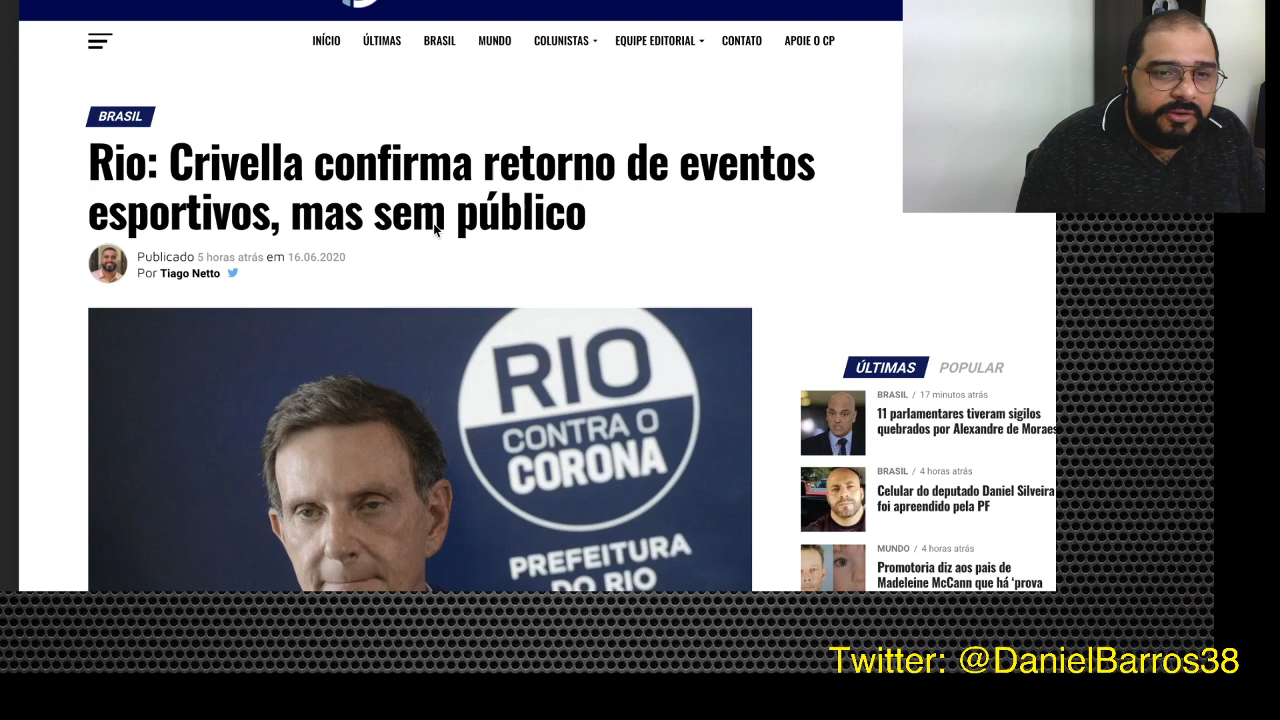 INÍCIO ÚLTIMAS BRASIL MUNDO COLUNISTAS EQUIPE EDITORIAL CONTATO APOIE O CP
BRASIL
Rio: Crivella confirma retorno de eventos
esportivos, mas sem público
Publicado 5 horas atrás em 16.06.2020
Por Tiago Netto
RIO
CONTRA O
CORONA
PREFEITURA
DO RIO
ÚLTIMAS POPULAR
BRASIL / 17 minutos atrás
11 parlamentares tiveram sigilos
quebrados por Alexandre de Moraes
BRASIL / 4 horas atrás
Celular do deputado Daniel Silveira
foi apreendido pela PF
MUNDO / 4 horas atrás
Promotoria diz aos pais de
Madeleine McCann que há ‘prova
Twitter: @DanielBarros38